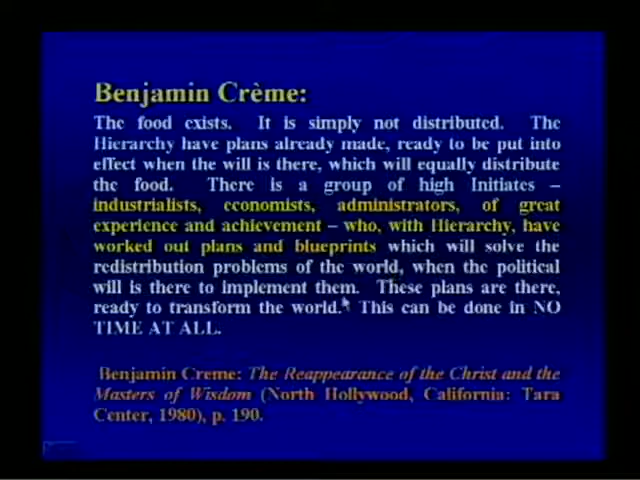 Benjamin Crème:
The food exists. It is simply not distributed. The
Hierarchy have plans already made, ready to be put into
effect when the will is there, which will equally distribute
the food. There is a group of high Initiates –
industrialists, economists, administrators, of great
experience and achievement – who, with Hierarchy, have
worked out plans and blueprints which will solve the
redistribution problems of the world, when the political
will is there to implement them. These plans are there,
ready to transform the world. This can be done in NO
TIME AT ALL.
Benjamin Creme: The Reappearance of the Christ and the
Masters of Wisdom (North Hollywood, California: Tara
Center, 1980), p. 190.